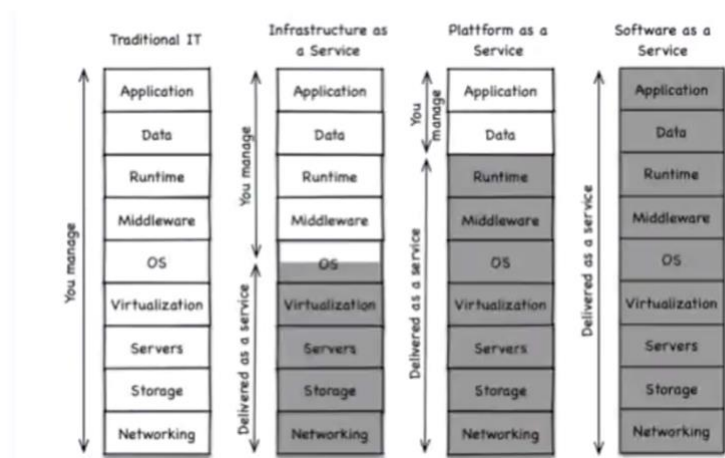 Traditional IT
You manage
Application
Data
Runtime
Middleware
OS
Virtualization
Servers
Storage
Networking
Infrastructure as
a Service
You manage
Delivered as a service
Application
Data
Runtime
Middleware
OS
Virtualization
Servers
Storage
Networking
Plattform as a
Service
You
manage
Delivered as a service
Application
Data
Runtime
Middleware
OS
Virtualization
Servers
Storage
Networking
Software as a
Service
Delivered as a service
Application
Data
Runtime
Middleware
OS
Virtualization
Servers
Storage
Networking